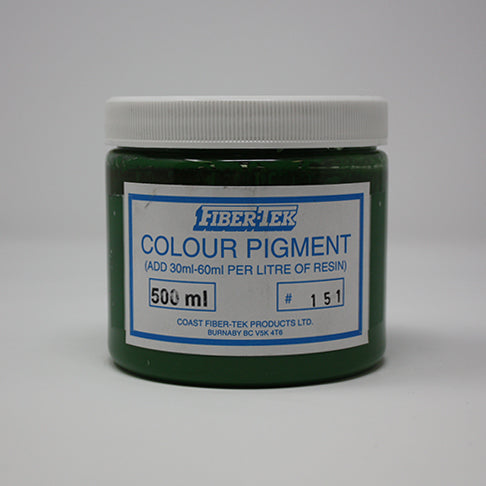 FIBER-TEK
COLOUR PIGMENT
(ADD 30ml-60ml PER LITRE OF RESIN)
500 ml
# 151
COAST FIBER-TEK PRODUCTS LTD.
BURNABY BC V5K 4T6